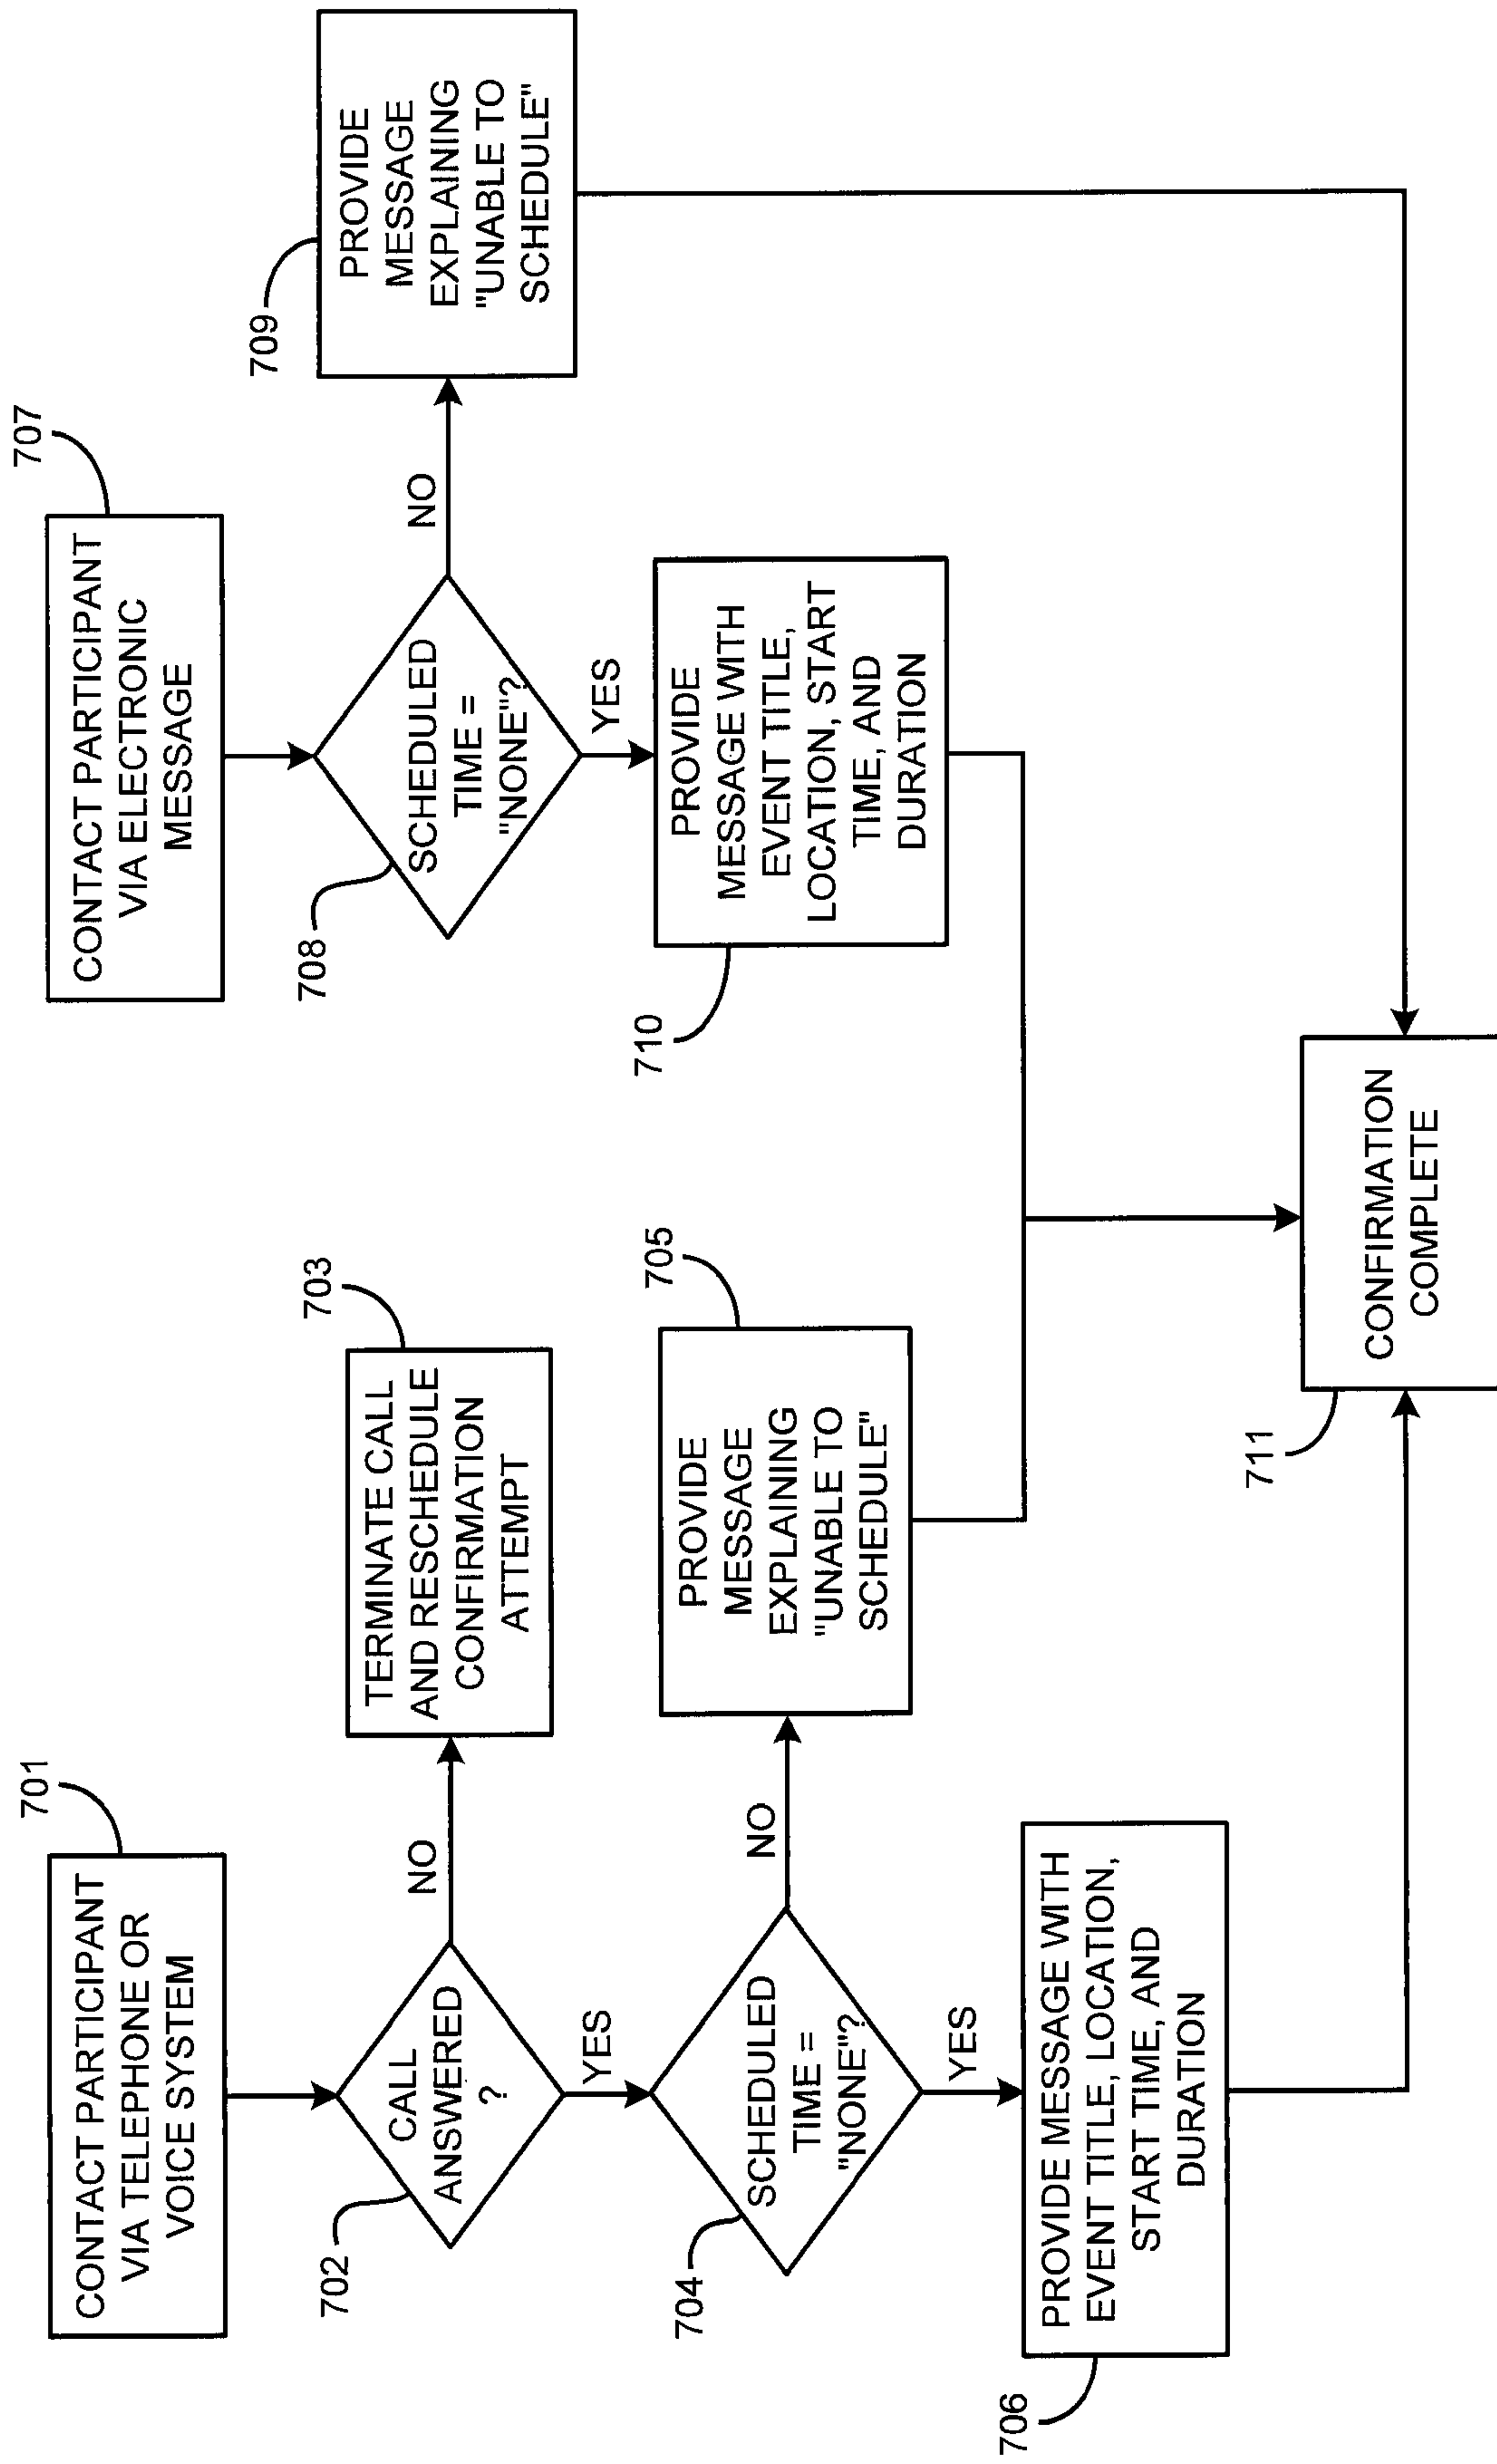 701
CONTACT PARTICIPANT
VIA TELEPHONE OR
VOICE SYSTEM
702
CALL
ANSWERED
?
NO
703
TERMINATE CALL
AND RESCHEDULE
CONFIRMATION
ATTEMPT
YES
704
SCHEDULED
TIME =
"NONE"?
NO
705
PROVIDE
MESSAGE
EXPLAINING
"UNABLE TO
SCHEDULE"
YES
706
PROVIDE MESSAGE WITH
EVENT TITLE, LOCATION,
START TIME, AND
DURATION
707
CONTACT PARTICIPANT
VIA ELECTRONIC
MESSAGE
708
SCHEDULED
TIME =
"NONE"?
NO
709
PROVIDE
MESSAGE
EXPLAINING
"UNABLE TO
SCHEDULE"
YES
710
PROVIDE
MESSAGE WITH
EVENT TITLE,
LOCATION, START
TIME, AND
DURATION
711
CONFIRMATION
COMPLETE